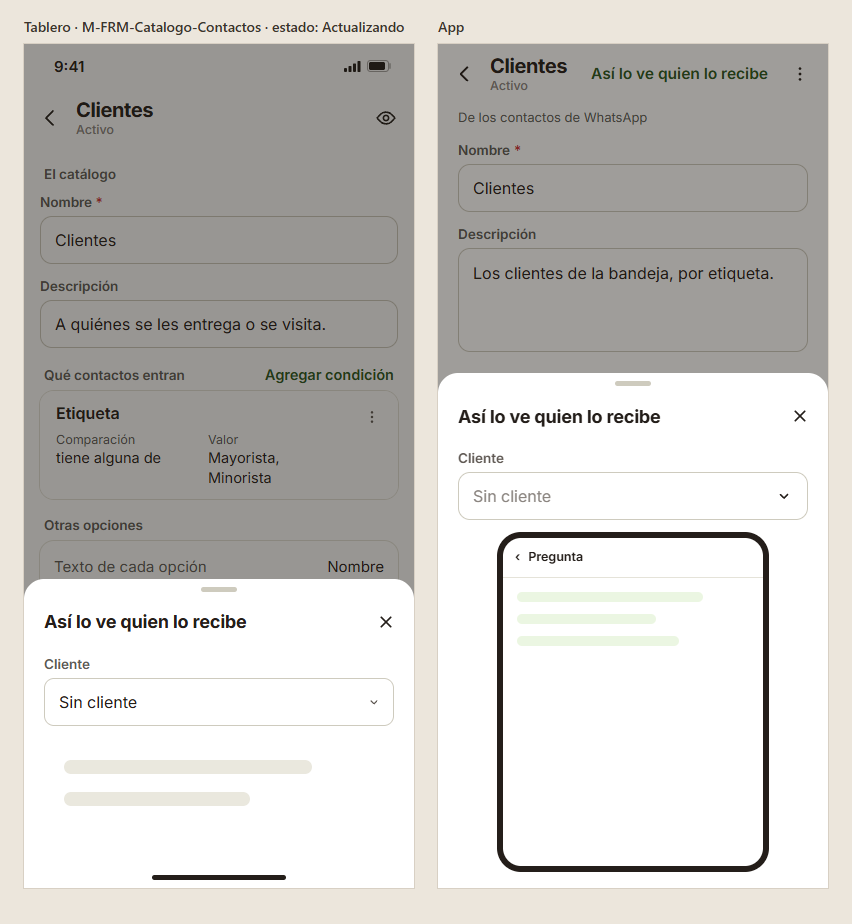 Tablero · M-FRM-Catalogo-Contactos · estado: Actualizando
9:41
Clientes
Activo
El catálogo
Nombre *
Clientes
Descripción
A quiénes se les entrega o se visita.
Qué contactos entran
Agregar condición
Etiqueta
Comparación
Valor
tiene alguna de
Mayorista,
Minorista
Otras opciones
Texto de cada opción
Nombre
Así lo ve quien lo recibe
Cliente
Sin cliente
App
Clientes
Activo
Así lo ve quien lo recibe
De los contactos de WhatsApp
Nombre *
Clientes
Descripción
Los clientes de la bandeja, por etiqueta.
Así lo ve quien lo recibe
Cliente
Sin cliente
Pregunta